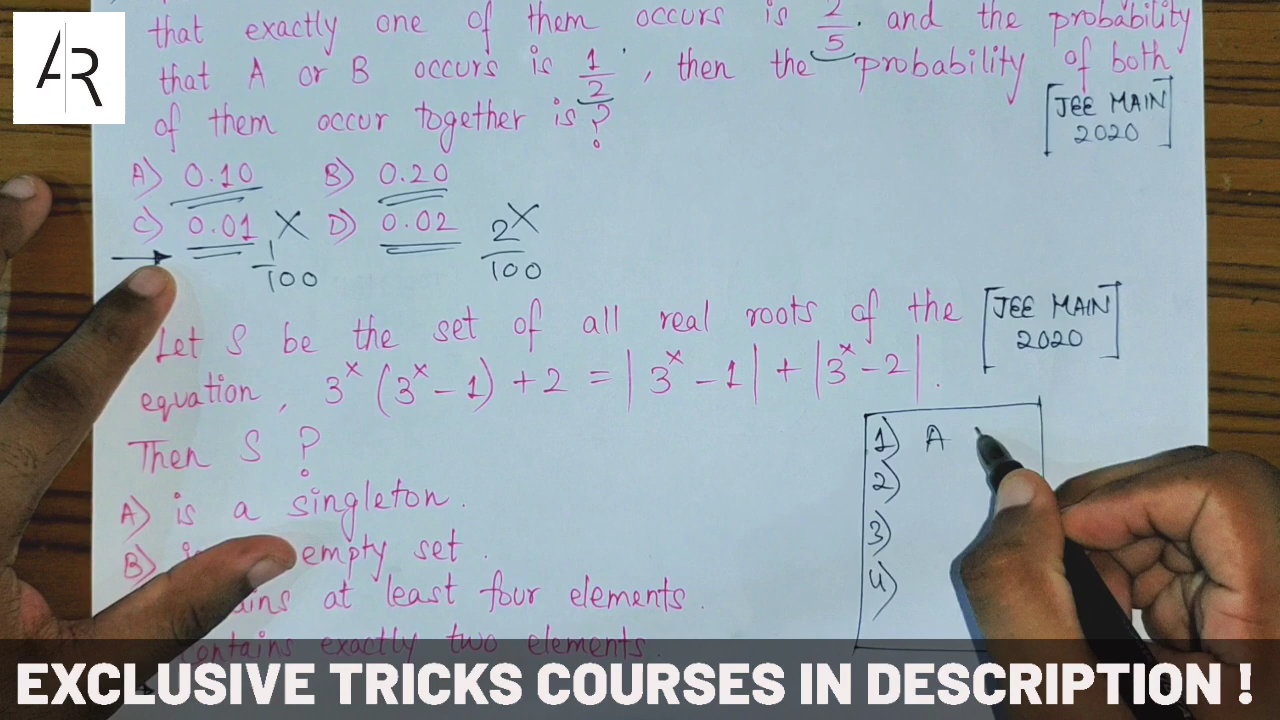 AR
that exactly one of them occurs is 2/5. and the probability
that A or B occurs is 1/2, then the probability of both
of them occur together is ?
[JEE MAIN
2020]
A) 0.10 B) 0.20
C) 0.01 X D) 0.02 X
1/100 2/100
Let S be the set of all real roots of the
equation, 3^x (3^x - 1) + 2 = |3^x - 1| + |3^x - 2|.
[JEE MAIN
2020]
Then S ?
A) is a singleton.
B) empty set.
at least four elements.
exactly two elements.
1) A
2)
3)
4)
EXCLUSIVE TRICKS COURSES IN DESCRIPTION !